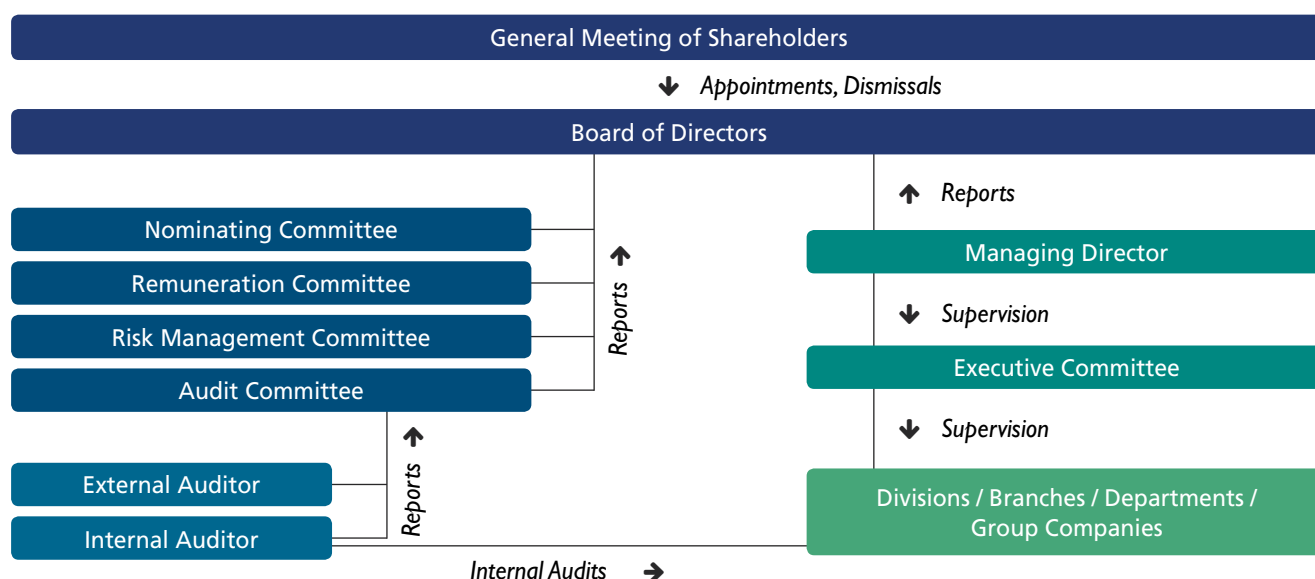 General Meeting of Shareholders
Appointments, Dismissals
Board of Directors
Reports
Nominating Committee
Remuneration Committee
Risk Management Committee
Audit Committee
Reports
External Auditor
Internal Auditor
Reports
Managing Director
Supervision
Executive Committee
Supervision
Divisions / Branches / Departments /
Group Companies
Internal Audits